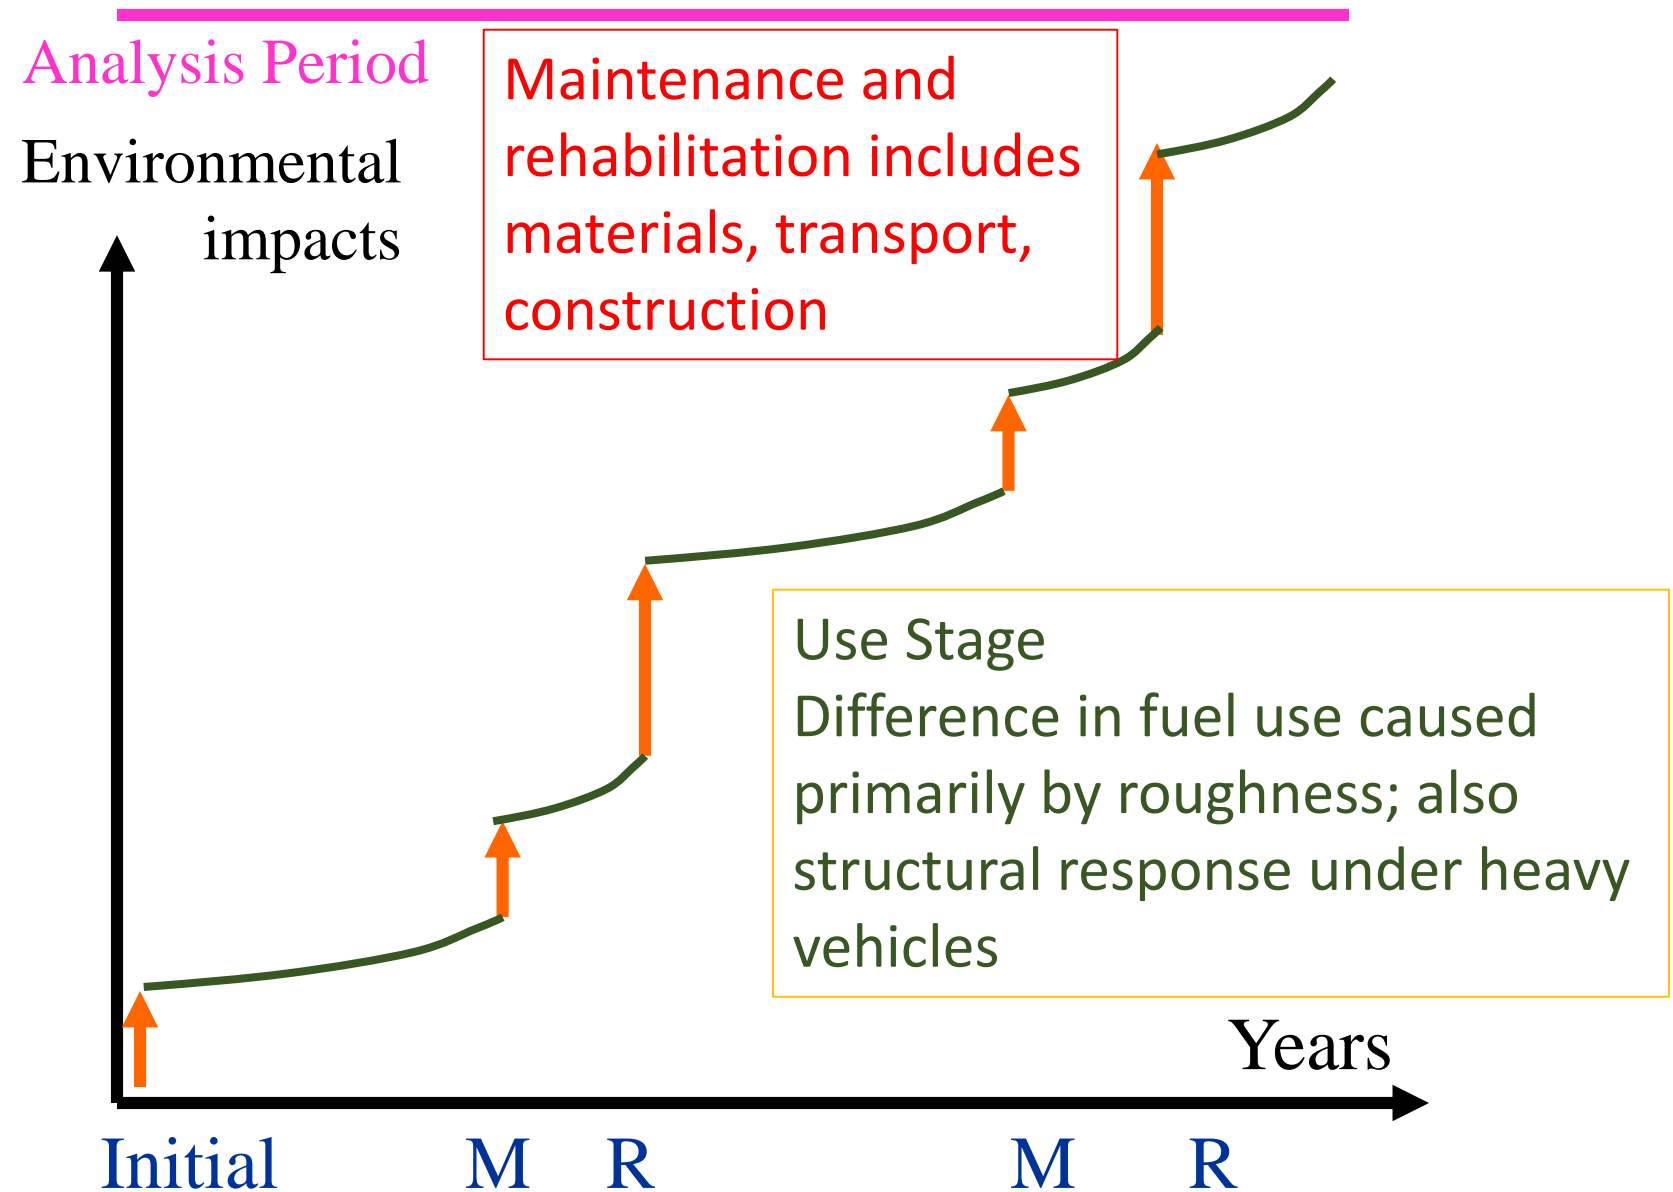 Analysis Period
Environmental
impacts
Maintenance and
rehabilitation includes
materials, transport,
construction
Use Stage
Difference in fuel use caused
primarily by roughness; also
structural response under heavy
vehicles
Years
Initial M R M R